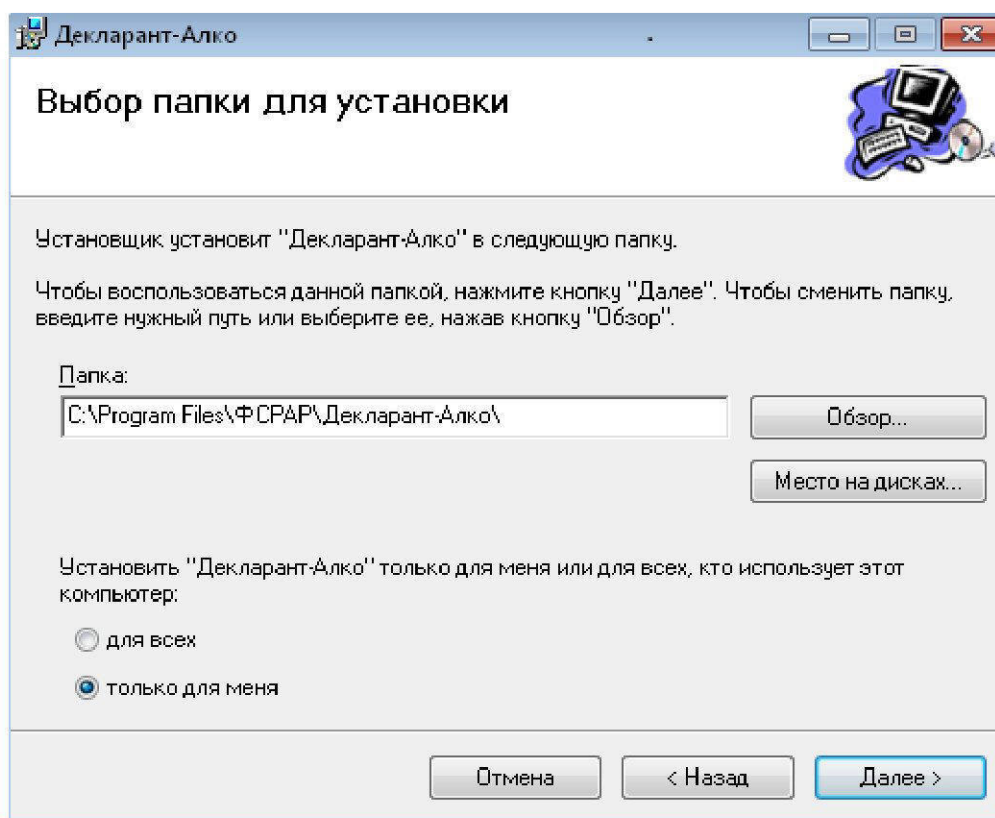 Декларант-Алко
Выбор папки для установки
Установщик установит "Декларант-Алко" в следующую папку.
Чтобы воспользоваться данной папкой, нажмите кнопку "Далее". Чтобы сменить папку,
введите нужный путь или выберите ее, нажав кнопку "Обзор".
Папка:
C:\Program Files\ФСРАР\Декларант-Алко\
Обзор...
Место на дисках...
Установить "Декларант-Алко" только для меня или для всех, кто использует этот
компьютер:
для всех
только для меня
Отмена
< Назад
Далее >